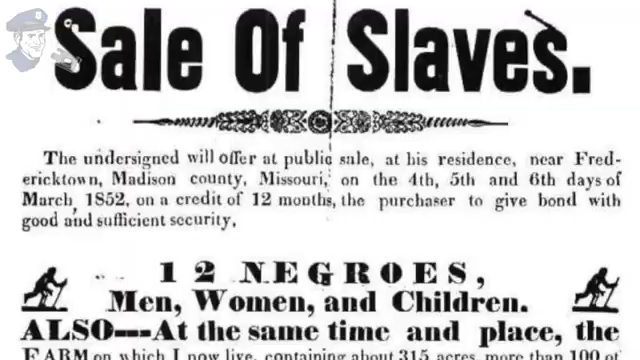 Sale Of Slaves.
The undersigned will offer at public sale, at his residence, near Fred-
ericktown, Madison county, Missouri, on the 4th, 5th and 6th days of
March, 1852, on a credit of 12 months, the purchaser to give bond with
good and sufficient security,
12 NEGROES,
Men, Women, and Children.
ALSO---At the same time and place, the
FARM on which I now live, containing about 315 acres, more than 100 of